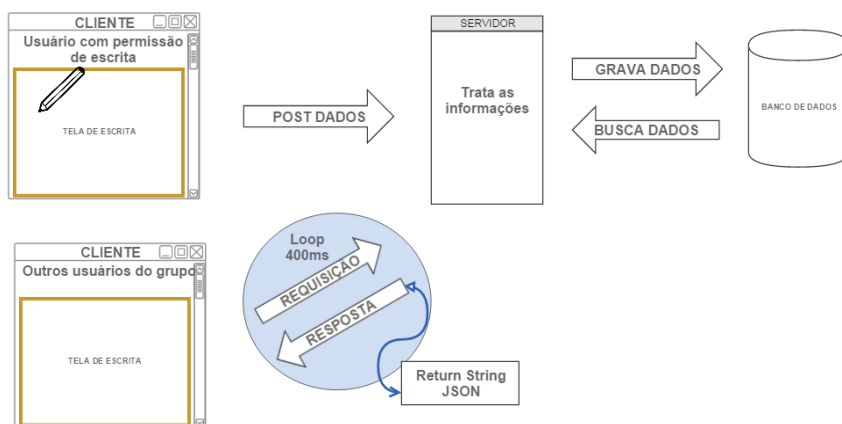 CLIENTE
Usuário com permissão
de escrita
TELA DE ESCRITA
POST DADOS
SERVIDOR
Trata as
informações
GRAVA DADOS
BUSCA DADOS
BANCO DE DADOS
CLIENTE
Outros usuários do grupo
TELA DE ESCRITA
Loop
400ms
REQUISIÇÃO
RESPOSTA
Return String
JSON